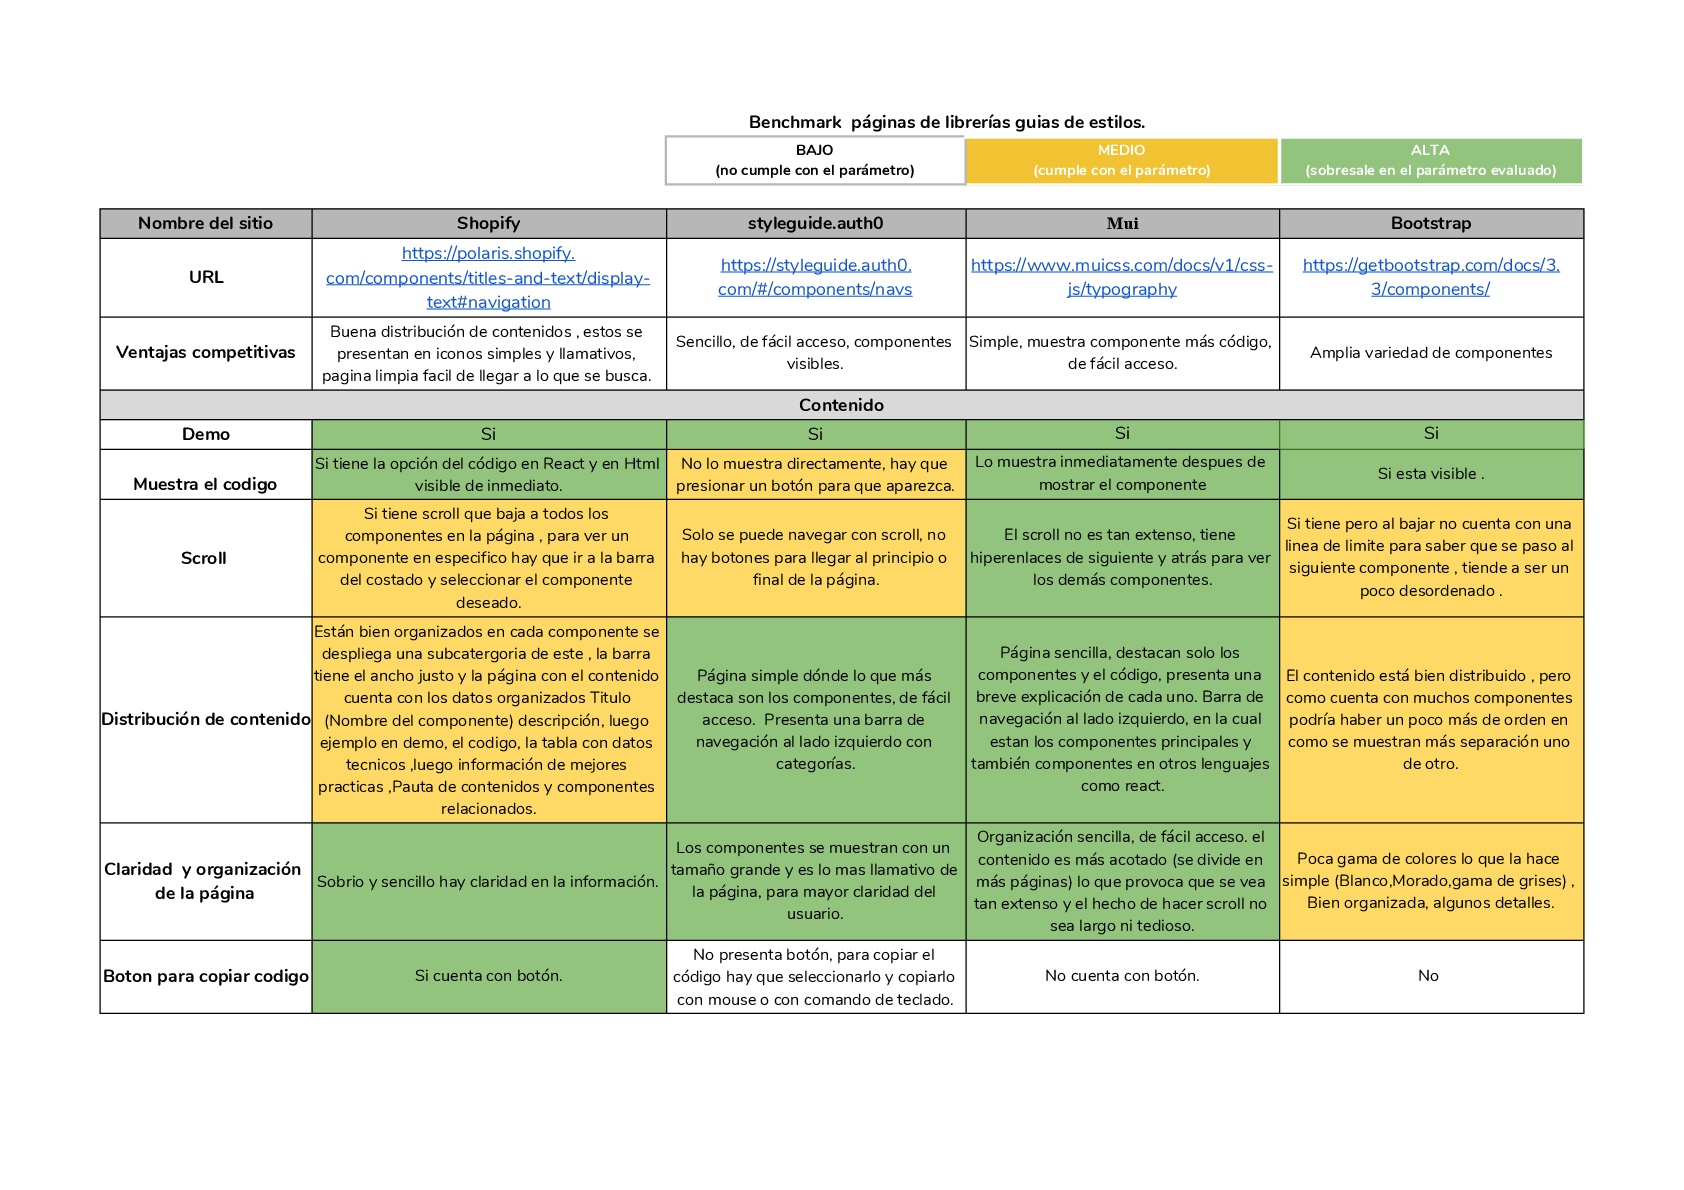 Benchmark  páginas de librerías guias de estilos.
BAJO
(no cumple con el parámetro)
MEDIO
(cumple con el parámetro)
ALTA
(sobresale en el parámetro evaluado)
Nombre del sitio
Shopify
styleguide.auth0
Mui
Bootstrap
URL
https://polaris.shopify.
com/components/titles-and-text/display-
text#navigation
https://styleguide.auth0.
com/#/components/navs
https://www.muicss.com/docs/v1/css-
js/typography
https://getbootstrap.com/docs/3.
3/components/
Ventajas competitivas
Buena distribución de contenidos , estos se
presentan en iconos simples y llamativos,
pagina limpia facil de llegar a lo que se busca.
Sencillo, de fácil acceso, componentes
visibles.
Simple, muestra componente más código,
de fácil acceso.
Amplia variedad de componentes
Contenido
Demo
Si
Si
Si
Si
Muestra el codigo
Si tiene la opción del código en React y en Html
visible de inmediato.
No lo muestra directamente, hay que
presionar un botón para que aparezca.
Lo muestra inmediatamente despues de
mostrar el componente
Si esta visible .
Scroll
Si tiene scroll que baja a todos los
componentes en la página , para ver un
componente en especifico hay que ir a la barra
del costado y seleccionar el componente
deseado.
Solo se puede navegar con scroll, no
hay botones para llegar al principio o
final de la página.
El scroll no es tan extenso, tiene
hiperenlaces de siguiente y atrás para ver
los demás componentes.
Si tiene pero al bajar no cuenta con una
linea de limite para saber que se paso al
siguiente componente , tiende a ser un
poco desordenado .
Distribución de contenido
Están bien organizados en cada componente se
despliega una subcatergoria de este , la barra
tiene el ancho justo y la página con el contenido
cuenta con los datos organizados Titulo
(Nombre del componente) descripción, luego
ejemplo en demo, el codigo, la tabla con datos
tecnicos ,luego información de mejores
practicas ,Pauta de contenidos y componentes
relacionados.
Página simple dónde lo que más
destaca son los componentes, de fácil
acceso.  Presenta una barra de
navegación al lado izquierdo con
categorías.
Página sencilla, destacan solo los
componentes y el código, presenta una
breve explicación de cada uno. Barra de
navegación al lado izquierdo, en la cual
estan los componentes principales y
también componentes en otros lenguajes
como react.
El contenido está bien distribuido , pero
como cuenta con muchos componentes
podría haber un poco más de orden en
como se muestran más separación uno
de otro.
Claridad  y organización
de la página
Sobrio y sencillo hay claridad en la información.
Los componentes se muestran con un
tamaño grande y es lo mas llamativo de
la página, para mayor claridad del
usuario.
Organización sencilla, de fácil acceso. el
contenido es más acotado (se divide en
más páginas) lo que provoca que se vea
tan extenso y el hecho de hacer scroll no
sea largo ni tedioso.
Poca gama de colores lo que la hace
simple (Blanco,Morado,gama de grises) ,
Bien organizada, algunos detalles.
Boton para copiar codigo
Si cuenta con botón.
No presenta botón, para copiar el
código hay que seleccionarlo y copiarlo
con mouse o con comando de teclado.
No cuenta con botón.
No